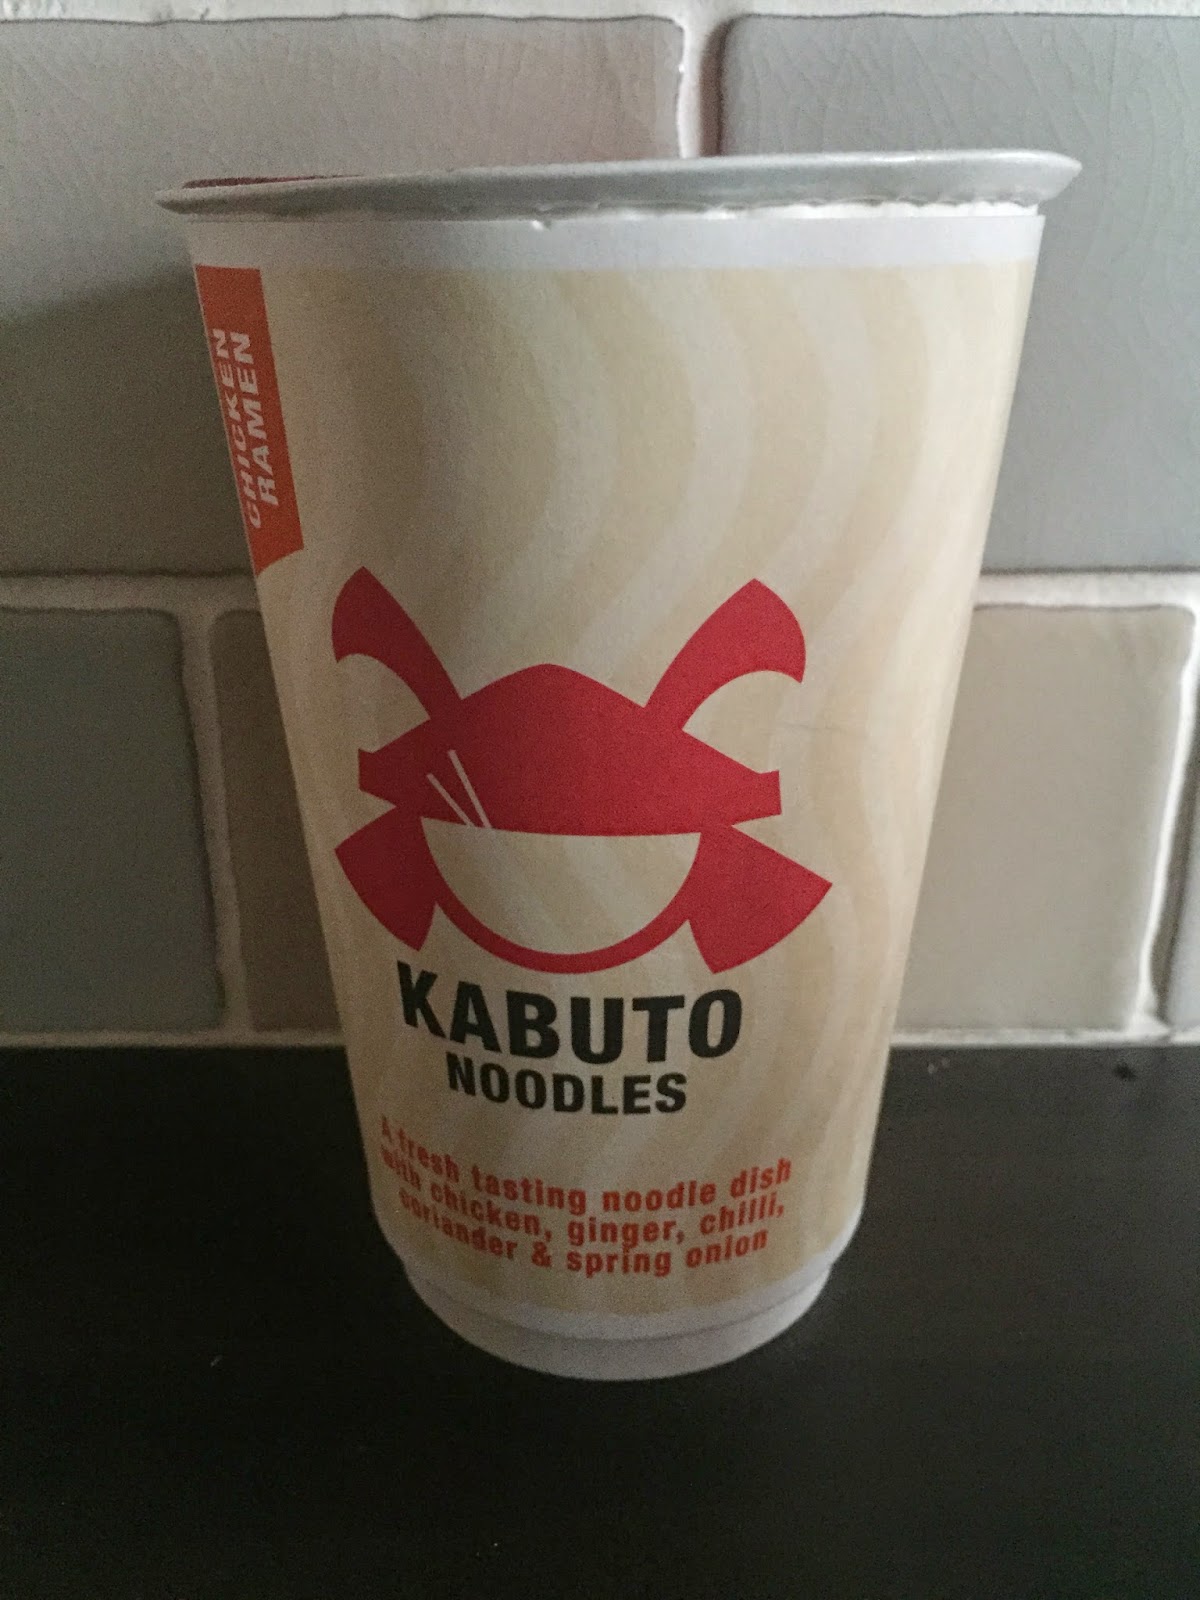 CHICKEN
RAMEN
KABUTO
NOODLES
A fresh tasting noodle dish
with chicken, ginger, chilli,
coriander & spring onion